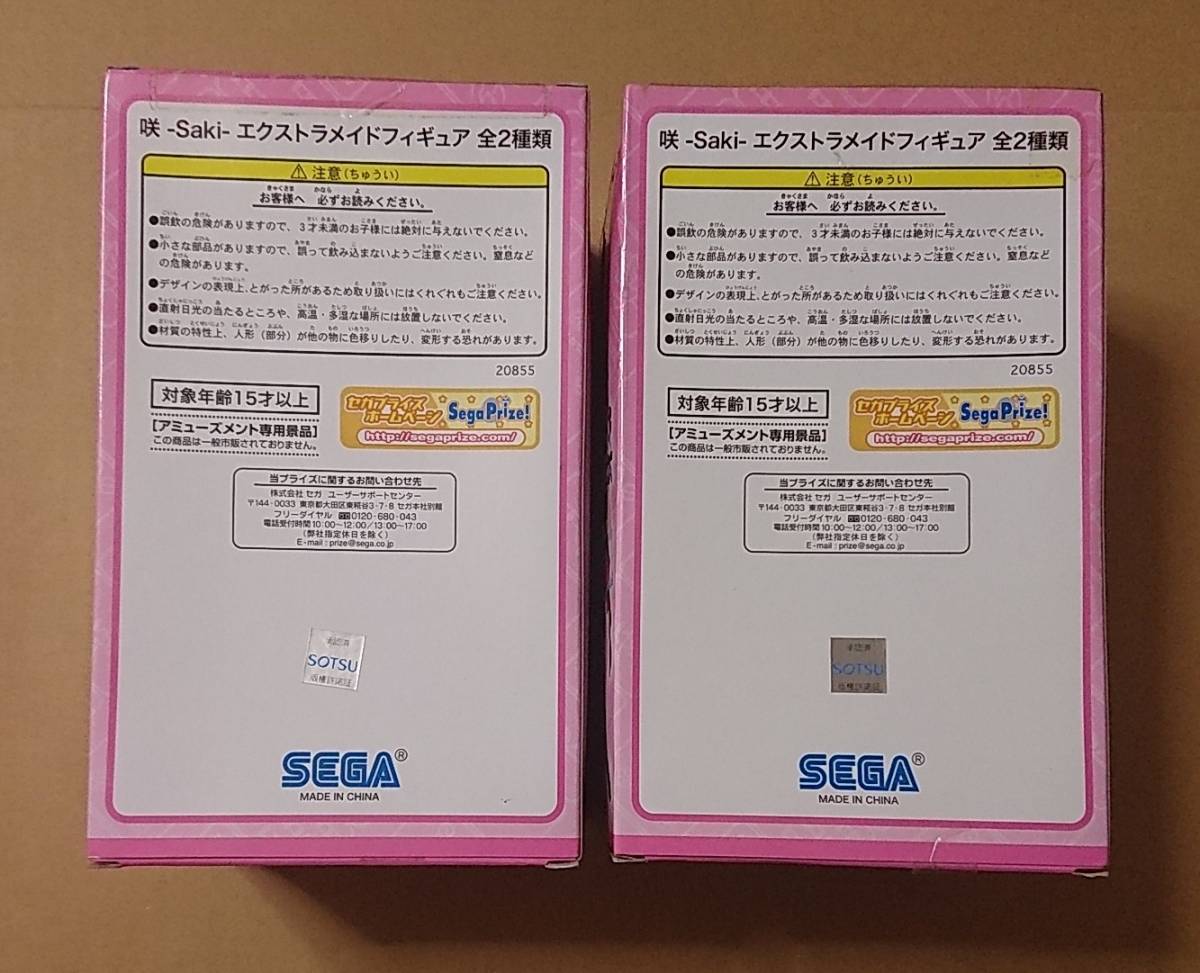 咲 -Saki- エクストラメイドフィギュア 全2種類
⚠ 注意(ちゅうい)
お客様へ 必ずお読みください。
●誤飲の危険がありますので、3才未満のお子様には絶対に与えないでください。
●小さな部品がありますので、誤って飲み込まないようご注意ください。窒息など
の危険があります。
●デザインの表現上、とがった所があるため取り扱いにはくれぐれもご注意ください。
●直射日光の当たるところや、高温・多湿な場所には放置しないでください。
●材質の特性上、人形(部分)が他の物に色移りしたり、変形する恐れがあります。
20855
対象年齢15才以上
[アミューズメント専用景品]
この商品は一般市販されておりません。
セガプライズ
ホームページ
SegaPrize!
http://segaprize.com/
当プライズに関するお問い合わせ先
株式会社 セガ ユーザーサポートセンター
〒144-0033 東京都大田区東糀谷3-7-8 セガ本社別館
フリーダイヤル 0120-680-043
電話受付時間 10:00~12:00/13:00~17:00
(弊社指定休日を除く)
E-mail : prize@sega.co.jp
承認済
SOTSU
版権許諾証
SEGA®
MADE IN CHINA
咲 -Saki- エクストラメイドフィギュア 全2種類
⚠ 注意(ちゅうい)
お客様へ 必ずお読みください。
●誤飲の危険がありますので、3才未満のお子様には絶対に与えないでください。
●小さな部品がありますので、誤って飲み込まないようご注意ください。窒息など
の危険があります。
●デザインの表現上、とがった所があるため取り扱いにはくれぐれもご注意ください。
●直射日光の当たるところや、高温・多湿な場所には放置しないでください。
●材質の特性上、人形(部分)が他の物に色移りしたり、変形する恐れがあります。
20855
対象年齢15才以上
[アミューズメント専用景品]
この商品は一般市販されておりません。
セガプライズ
ホームページ
SegaPrize!
http://segaprize.com/
当プライズに関するお問い合わせ先
株式会社 セガ ユーザーサポートセンター
〒144-0033 東京都大田区東糀谷3-7-8 セガ本社別館
フリーダイヤル 0120-680-043
電話受付時間 10:00~12:00/13:00~17:00
(弊社指定休日を除く)
E-mail : prize@sega.co.jp
承認済
SOTSU
版権許諾証
SEGA®
MADE IN CHINA